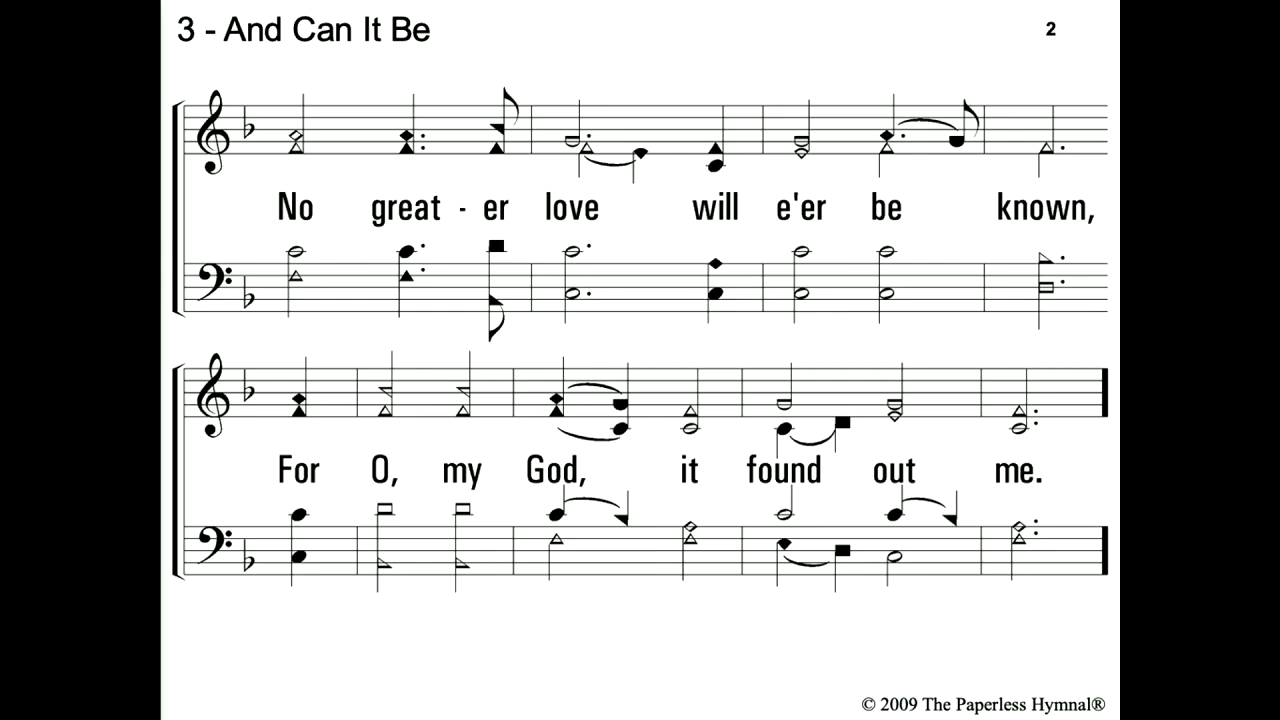 3 - And Can It Be
2
No great - er love will e'er be known,
For O, my God, it found out me.
© 2009 The Paperless Hymnal®